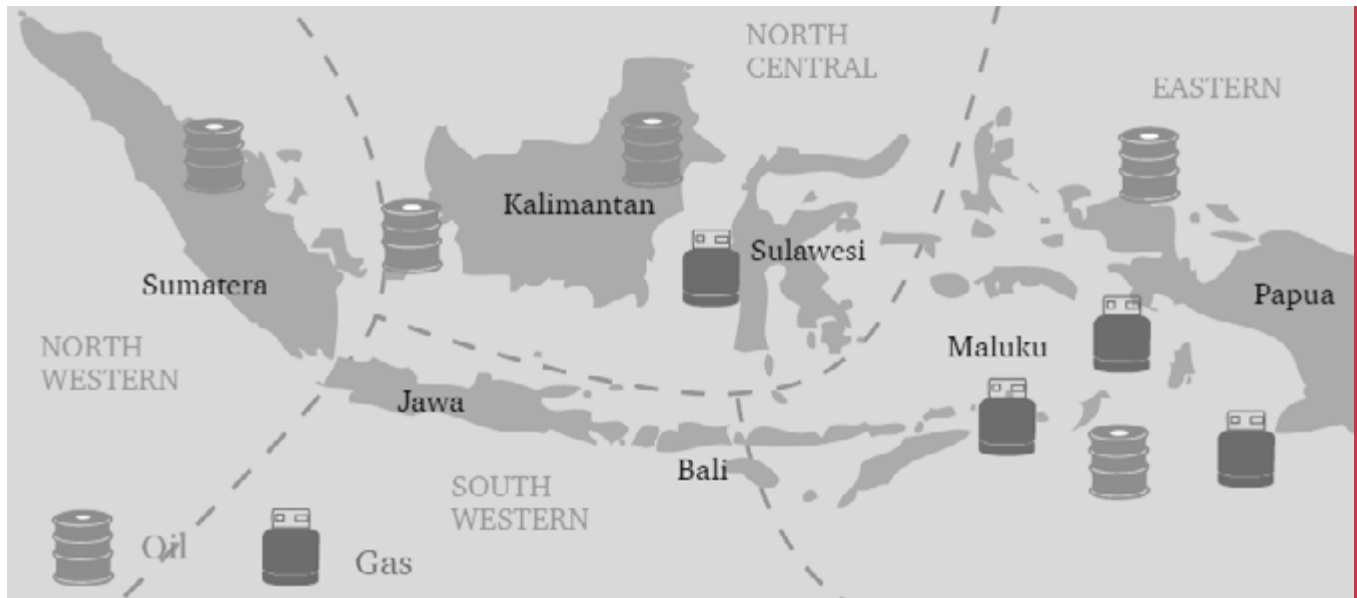 NORTH
CENTRAL
EASTERN
Kalimantan
Sulawesi
Sumatera
Papua
NORTH
WESTERN
Maluku
Jawa
Bali
SOUTH
WESTERN
Oil
Gas